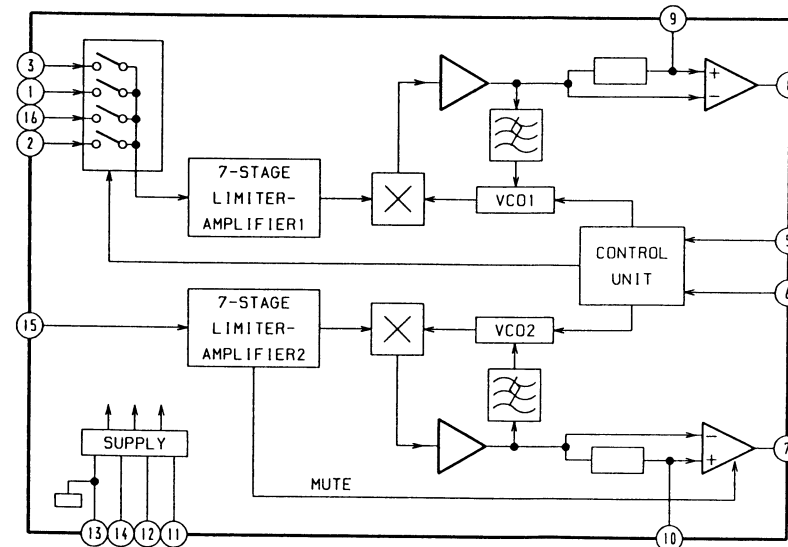 9
3
1
16
2
+
−
7-STAGE
LIMITER-
AMPLIFIER1
VCO1
CONTROL
UNIT
7-STAGE
LIMITER-
AMPLIFIER2
15
VCO2
SUPPLY
−
+
7
MUTE
13
14
12
11
10